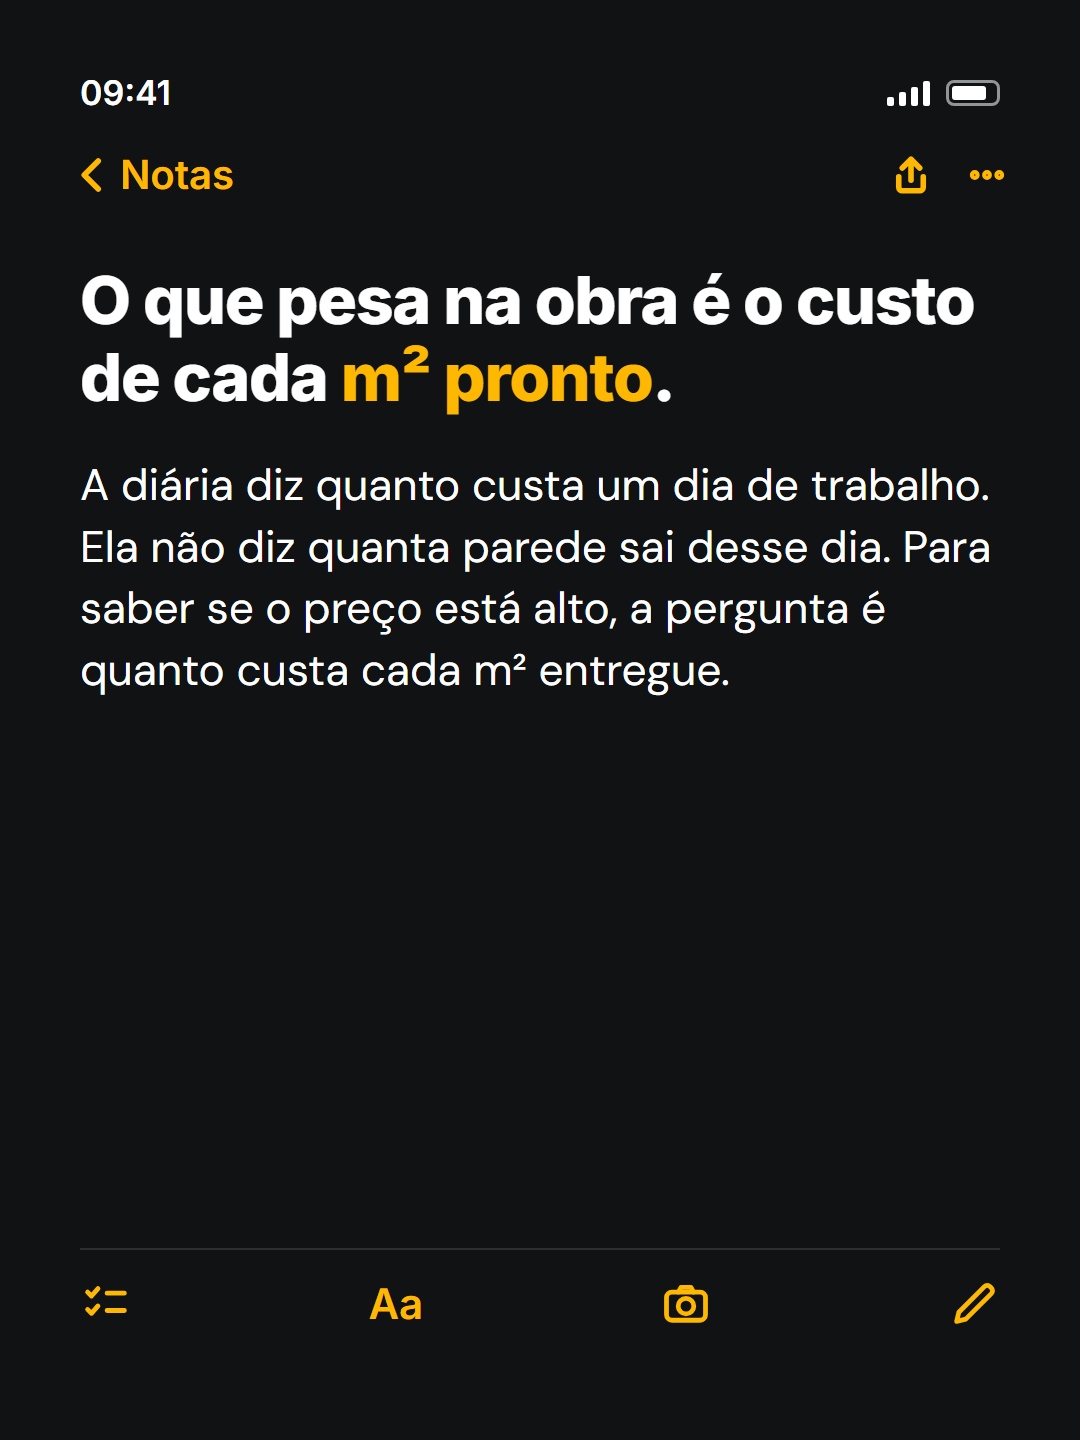 09:41
Notas
O que pesa na obra é o custo
de cada m² pronto.
A diária diz quanto custa um dia de trabalho.
Ela não diz quanta parede sai desse dia. Para
saber se o preço está alto, a pergunta é
quanto custa cada m² entregue.
Aa